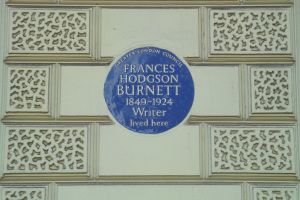 GREATER LONDON COUNCIL
FRANCES
HODGSON
BURNETT
1849-1924
Writer
lived here